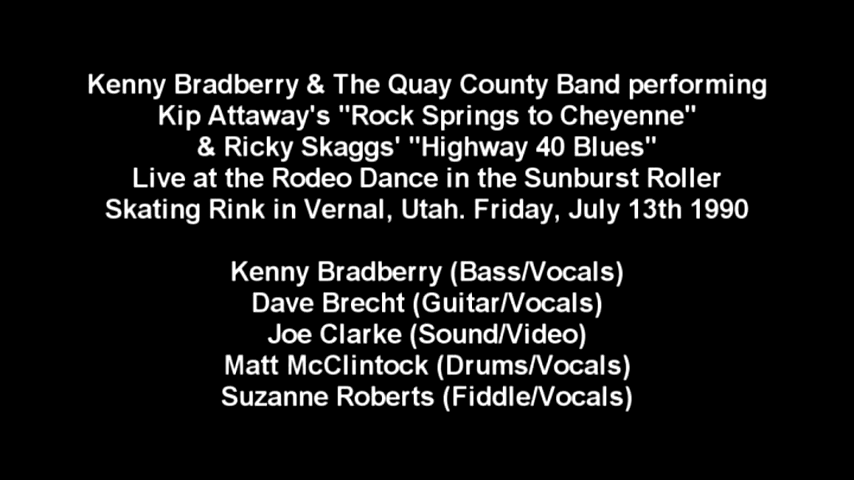 Kenny Bradberry & The Quay County Band performing
Kip Attaway's "Rock Springs to Cheyenne"
& Ricky Skaggs' "Highway 40 Blues"
Live at the Rodeo Dance in the Sunburst Roller
Skating Rink in Vernal, Utah. Friday, July 13th 1990
Kenny Bradberry (Bass/Vocals)
Dave Brecht (Guitar/Vocals)
Joe Clarke (Sound/Video)
Matt McClintock (Drums/Vocals)
Suzanne Roberts (Fiddle/Vocals)